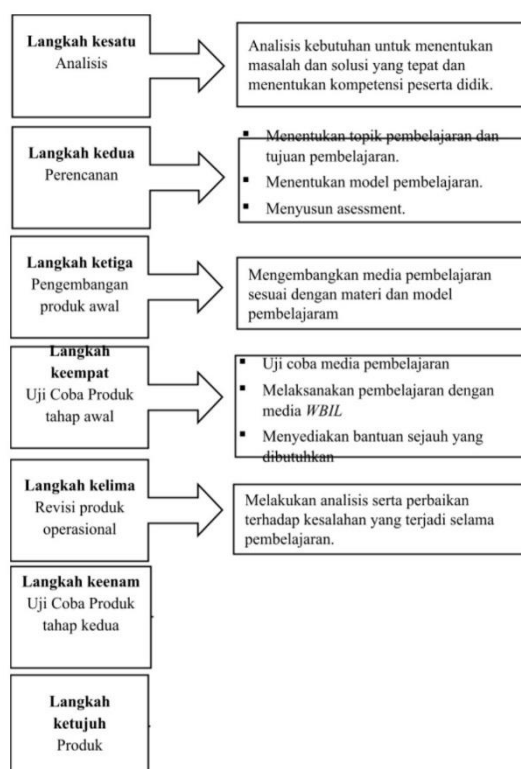 Langkah kesatu
Analisis
Analisis kebutuhan untuk menentukan
masalah dan solusi yang tepat dan
menentukan kompetensi peserta didik.
Langkah kedua
Perencanan
▪ Menentukan topik pembelajaran dan
tujuan pembelajaran.
▪ Menentukan model pembelajaran.
▪ Menyusun asessment.
Langkah ketiga
Pengembangan
produk awal
Mengembangkan media pembelajaran
sesuai dengan materi dan model
pembelajaram
Langkah
keempat
Uji Coba Produk
tahap awal
▪ Uji coba media pembelajaran
▪ Melaksanakan pembelajaran dengan
media WBIL
▪ Menyediakan bantuan sejauh yang
dibutuhkan
Langkah kelima
Revisi produk
operasional
Melakukan analisis serta perbaikan
terhadap kesalahan yang terjadi selama
pembelajaran.
Langkah keenam
Uji Coba Produk
tahap kedua
Langkah
ketujuh
Produk